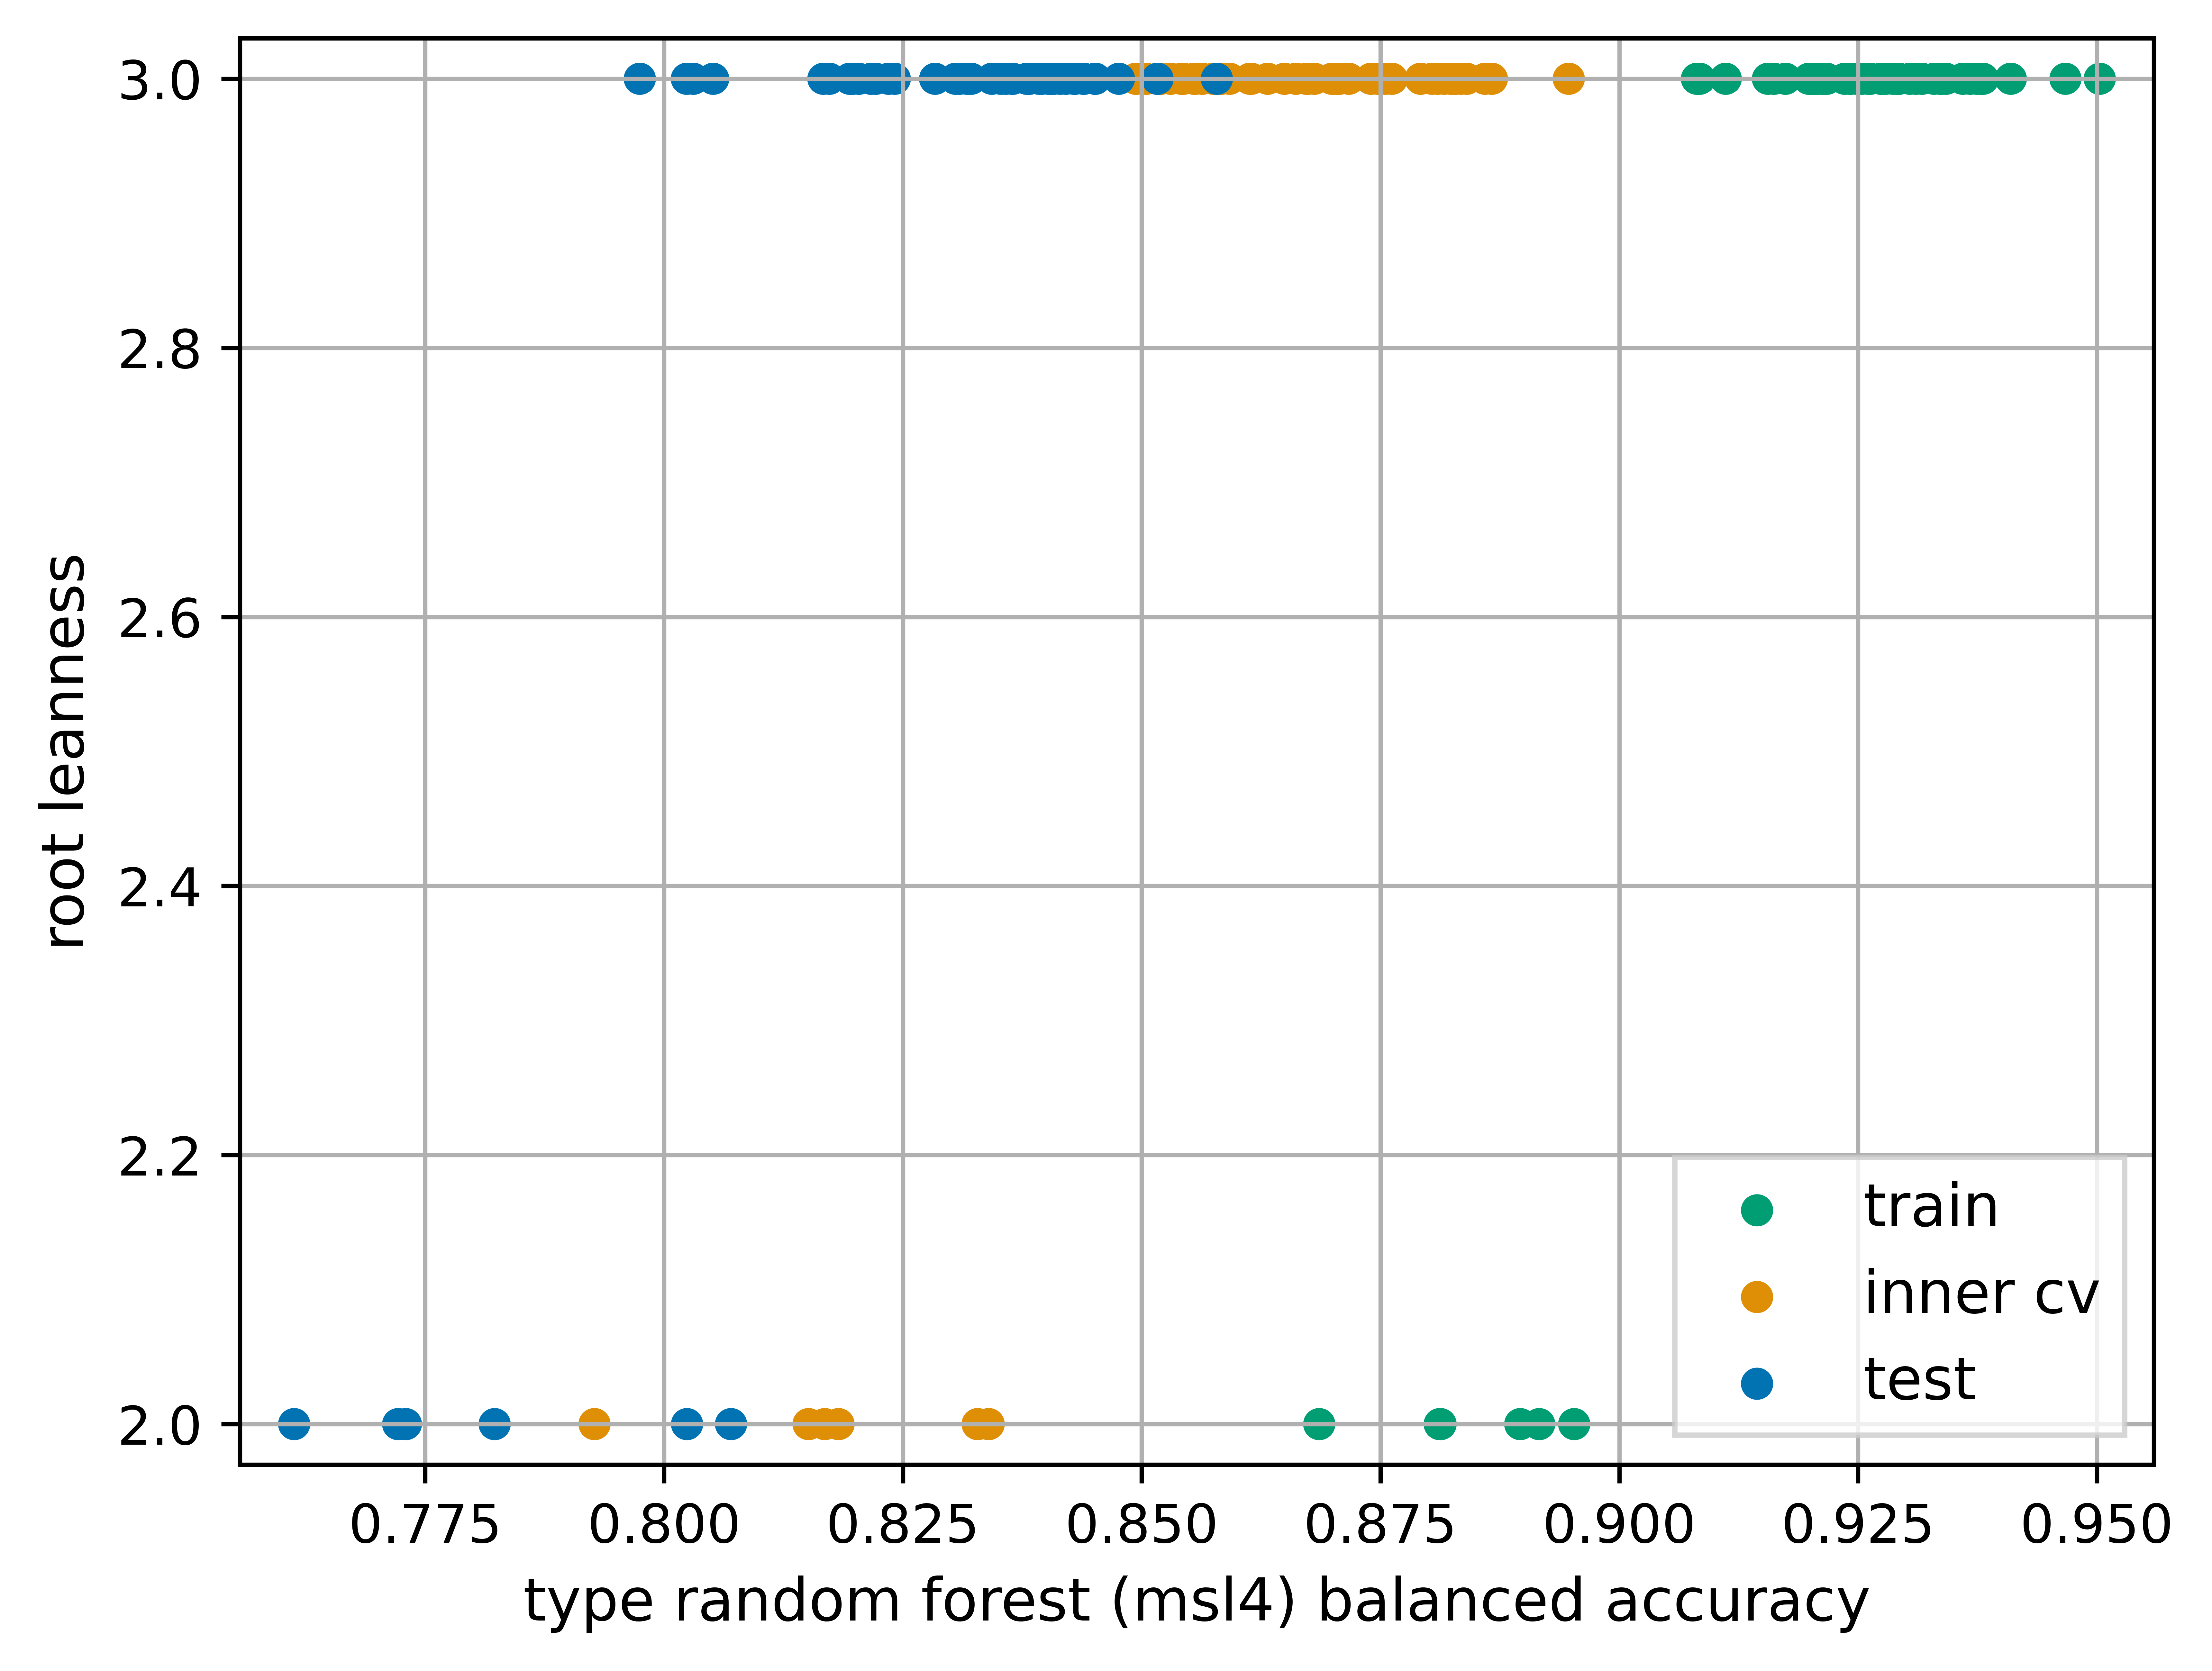 3.0
2.8
2.6
2.4
2.2
2.0
root leanness
train
inner cv
test
0.775 0.800 0.825 0.850 0.875 0.900 0.925 0.950
type random forest (msl4) balanced accuracy